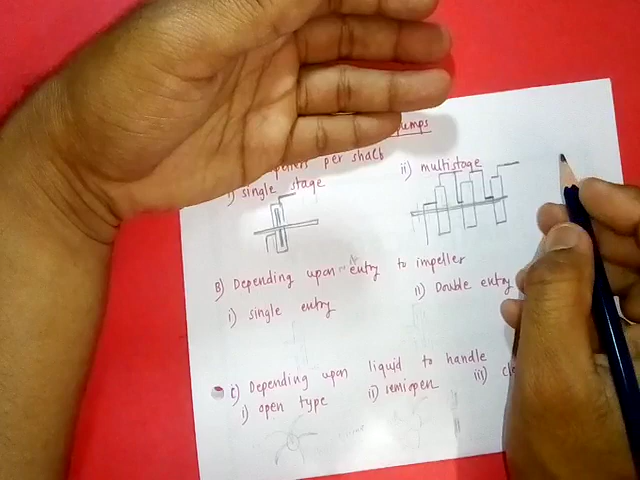 pumps
per shaft
i) single stage ii) multistage
B) Depending upon entry to impeller
i) single entry ii) Double entry
C) Depending upon liquid to handle
i) open type ii) semiopen iii)